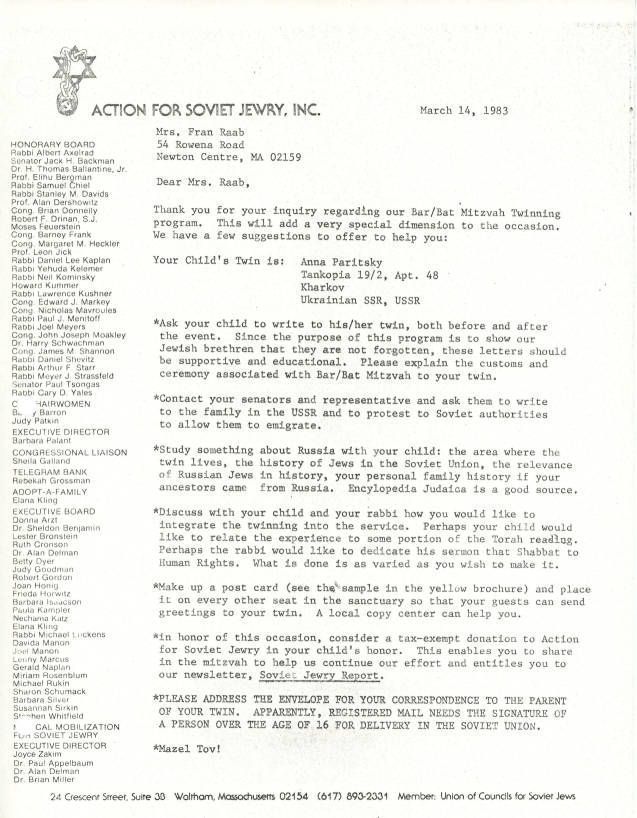 ACTION FOR SOVIET JEWRY, INC.
March 14, 1983
Mrs. Fran Raab
54 Rowena Road
Newton Centre, MA 02159
Dear Mrs. Raab,
Thank you for your inquiry regarding our Bar/Bat Mitzvah Twinning
program. This will add a very special dimension to the occasion.
We have a few suggestions to offer to help you:
Your Child's Twin is: Anna Paritsky
Tankopia 19/2, Apt. 48
Kharkov
Ukrainian SSR, USSR
*Ask your child to write to his/her twin, both before and after
the event. Since the purpose of this program is to show our
Jewish brethren that they are not forgotten, these letters should
be supportive and educational. Please explain the customs and
ceremony associated with Bar/Bat Mitzvah to your twin.
*Contact your senators and representative and ask them to write
to the family in the USSR and to protest to Soviet authorities
to allow them to emigrate.
*Study something about Russia with your child: the area where the
twin lives, the history of Jews in the Soviet Union, the relevance
of Russian Jews in history, your personal family history if your
ancestors came from Russia. Encylopedia Judaica is a good source.
*Discuss with your child and your rabbi how you would like to
integrate the twinning into the service. Perhaps your child would
like to relate the experience to some portion of the Torah reading.
Perhaps the rabbi would like to dedicate his sermon that Shabbat to
Human Rights. What is done is as varied as you wish to make it.
*Make up a post card (see the sample in the yellow brochure) and place
it on every other seat in the sanctuary so that your guests can send
greetings to your twin. A local copy center can help you.
*in honor of this occasion, consider a tax-exempt donation to Action
for Soviet Jewry in your child's honor. This enables you to share
in the mitzvah to help us continue our effort and entitles you to
our newsletter, Soviet Jewry Report.
*PLEASE ADDRESS THE ENVELOPE FOR YOUR CORRESPONDENCE TO THE PARENT
OF YOUR TWIN. APPARENTLY, REGISTERED MAIL NEEDS THE SIGNATURE OF
A PERSON OVER THE AGE OF 16 FOR DELIVERY IN THE SOVIET UNION.
*Mazel Tov!
HONORARY BOARD
Rabbi Albert Axelrad
Senator Jack H. Backman
Dr. H. Thomas Ballantine, Jr.
Prof. Elihu Bergman
Rabbi Samuel Chiel
Rabbi Stanley M. Davids
Prof. Alan Dershowitz
Cong. Brian Donnelly
Robert F. Drinan, S.J.
Moses Feuerstein
Cong. Barney Frank
Cong. Margaret M. Heckler
Prof. Leon Jick
Rabbi Daniel Lee Kaplan
Rabbi Yehuda Kelemer
Rabbi Neil Kominsky
Howard Kummer
Rabbi Lawrence Kushner
Cong. Edward J. Markey
Cong. Nicholas Mavroules
Rabbi Paul J. Menitoff
Rabbi Joel Meyers
Cong. John Joseph Moakley
Dr. Harry Schwachman
Cong. James M. Shannon
Rabbi Daniel Shevitz
Rabbi Arthur F. Starr
Rabbi Meyer J. Strassfeld
Senator Paul Tsongas
Rabbi Gary D. Yales
HAIRWOMEN
Barron
Judy Patkin
EXECUTIVE DIRECTOR
Barbara Palant
CONGRESSIONAL LIAISON
Sheila Galland
TELEGRAM BANK
Rebekah Grossman
ADOPT-A-FAMILY
Elana Kling
EXECUTIVE BOARD
Donna Arzt
Dr. Sheldon Benjamin
Lester Bronstein
Ruth Cronson
Dr. Alan Delman
Betty Dyer
Judy Goodman
Robert Gordon
Joan Honig
Frieda Horwitz
Barbara Isaacson
Paula Kampler
Nechama Katz
Elana Kling
Rabbi Michael
Davida Manon
Joel Manon
Lenny Marcus
Gerald Naplan
Miriam Rosenblum
Michael Rukin
Sharon Schumack
Barbara Silver
Susannah Sirkin
Stephen Whitfield
CAL MOBILIZATION
FOR SOVIET JEWRY
EXECUTIVE DIRECTOR
Joyce Zakim
Dr. Paul Appelbaum
Dr. Alan Delman
Dr. Brian Miller
24 Crescent Street, Suite 3B Waltham, Massachusetts 02154 (617) 893-2331 Member: Union of Councils for Soviet Jews